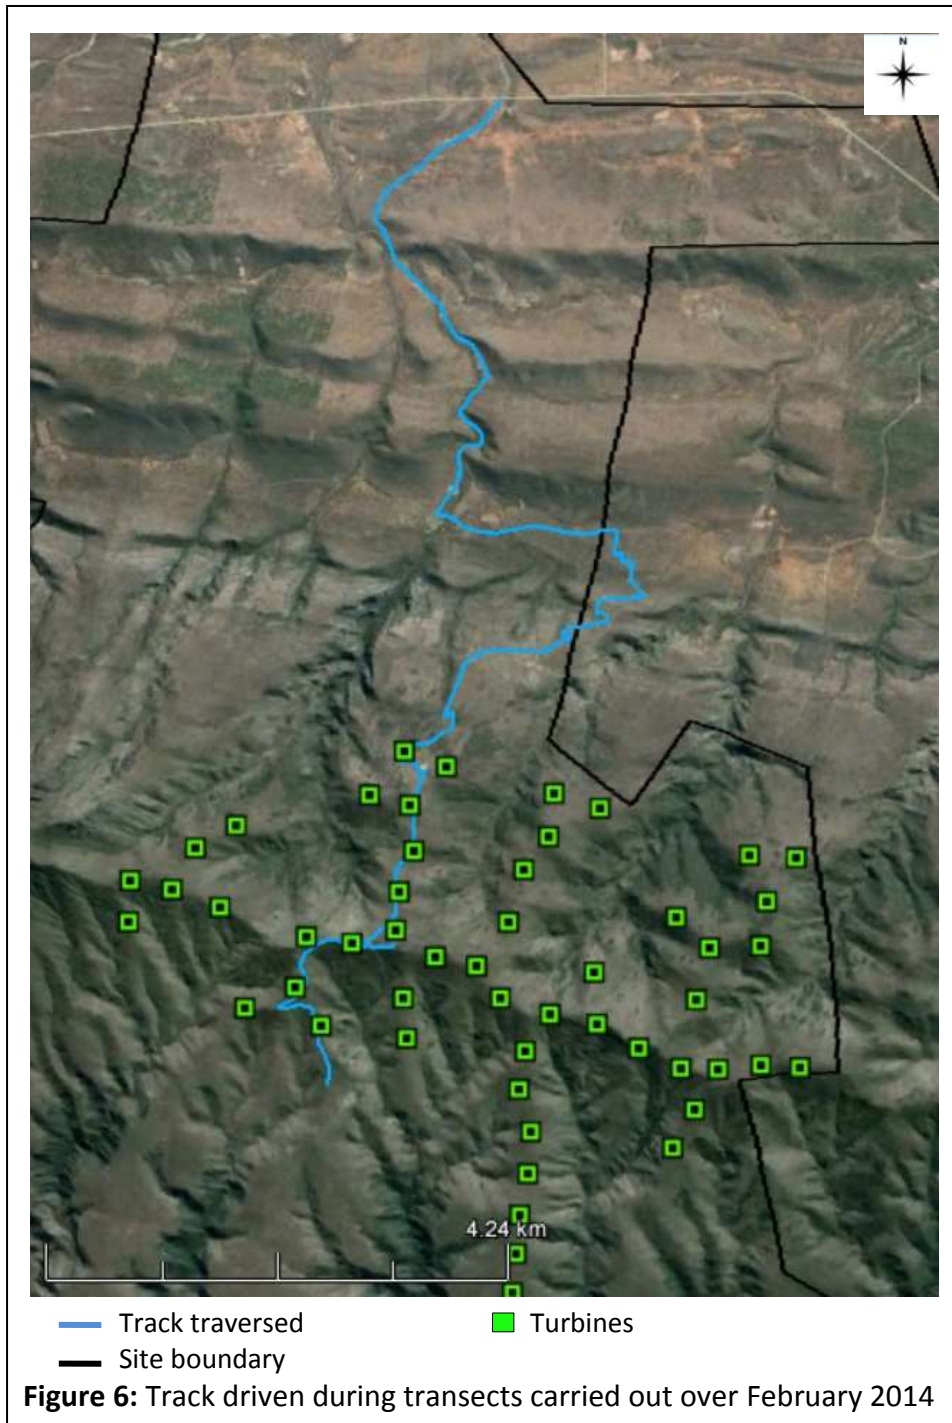 N
4.24 km
Track traversed
Turbines
Site boundary
Figure 6: Track driven during transects carried out over February 2014